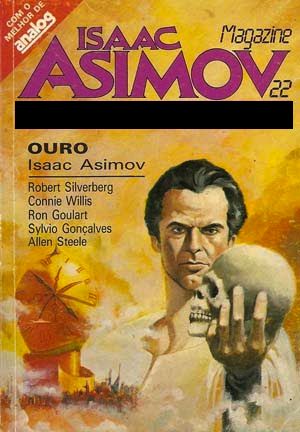 COM O
MELHOR DE
analog
ISAAC
Magazine
ASIMOV
22
OURO
Isaac Asimov
Robert Silverberg
Connie Willis
Ron Goulart
Sylvio Gonçalves
Allen Steele